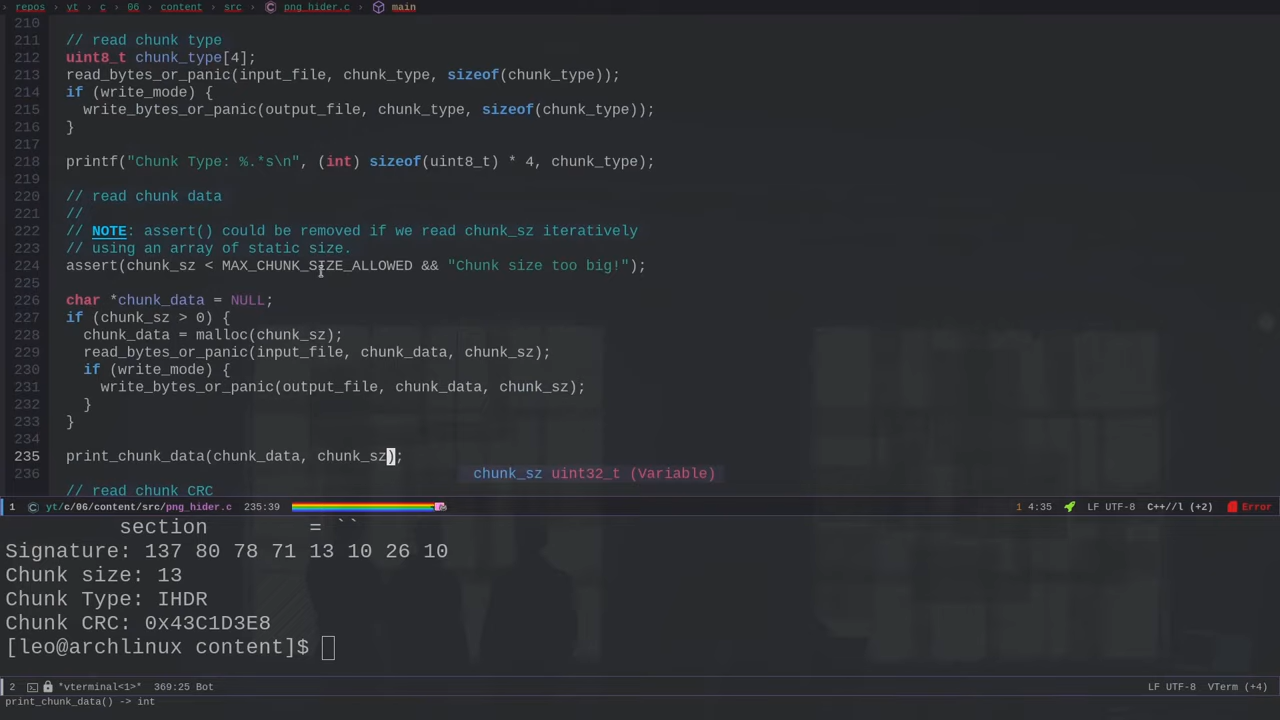 > repos > yt > c > 06 > content > src > png_hider.c > main
210
211 // read chunk type
212 uint8_t chunk_type[4];
213 read_bytes_or_panic(input_file, chunk_type, sizeof(chunk_type));
214 if (write_mode) {
215 write_bytes_or_panic(output_file, chunk_type, sizeof(chunk_type));
216 }
217
218 printf("Chunk Type: %.*s\n", (int) sizeof(uint8_t) * 4, chunk_type);
219
220 // read chunk data
221 //
222 // NOTE: assert() could be removed if we read chunk_sz iteratively
223 // using an array of static size.
224 assert(chunk_sz < MAX_CHUNK_SIZE_ALLOWED && "Chunk size too big!");
225
226 char *chunk_data = NULL;
227 if (chunk_sz > 0) {
228 chunk_data = malloc(chunk_sz);
229 read_bytes_or_panic(input_file, chunk_data, chunk_sz);
230 if (write_mode) {
231 write_bytes_or_panic(output_file, chunk_data, chunk_sz);
232 }
233 }
234
235 print_chunk_data(chunk_data, chunk_sz);
236 chunk_sz uint32_t (Variable)
// read chunk CRC
1 yt/c/06/content/src/png_hider.c 235:39 1 4:35 LF UTF-8 C++//l (+2) Error
section = ``
Signature: 137 80 78 71 13 10 26 10
Chunk size: 13
Chunk Type: IHDR
Chunk CRC: 0x43C1D3E8
[leo@archlinux content]$
2 *vterminal<1> 369:25 Bot LF UTF-8 VTerm (+4)
print_chunk_data() -> int